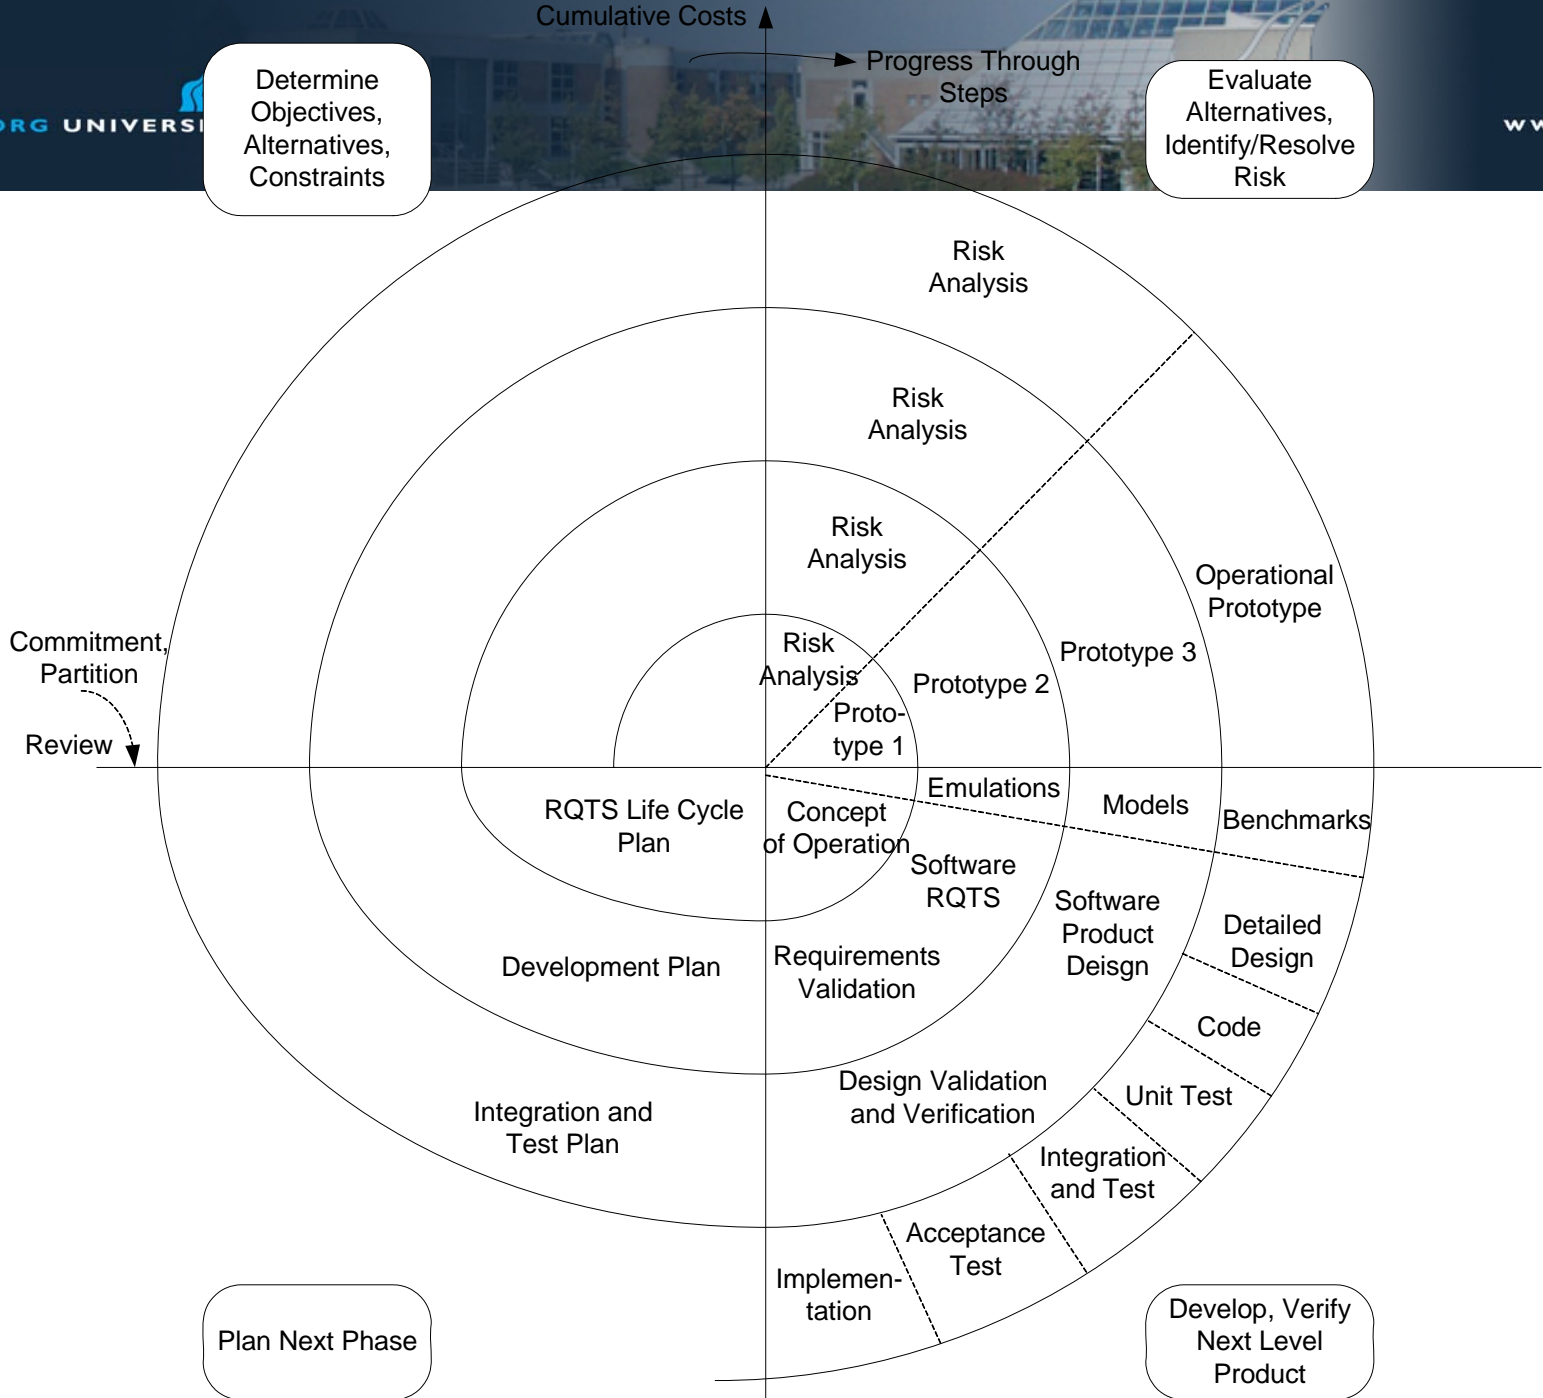 Cumulative Costs
Progress Through
Steps
Determine
Objectives,
Alternatives,
Constraints
Evaluate
Alternatives,
Identify/Resolve
Risk
ORG UNIVERSI
ww
Risk
Analysis
Risk
Analysis
Risk
Analysis
Risk
Analysis
Operational
Prototype
Prototype 3
Prototype 2
Proto-
type 1
Commitment,
Partition
Review
Emulations
Models
Benchmarks
RQTS Life Cycle
Plan
Concept
of Operation
Software
RQTS
Software
Product
Deisgn
Detailed
Design
Development Plan
Requirements
Validation
Code
Unit Test
Design Validation
and Verification
Integration and
Test Plan
Integration
and Test
Acceptance
Test
Implemen-
tation
Plan Next Phase
Develop, Verify
Next Level
Product